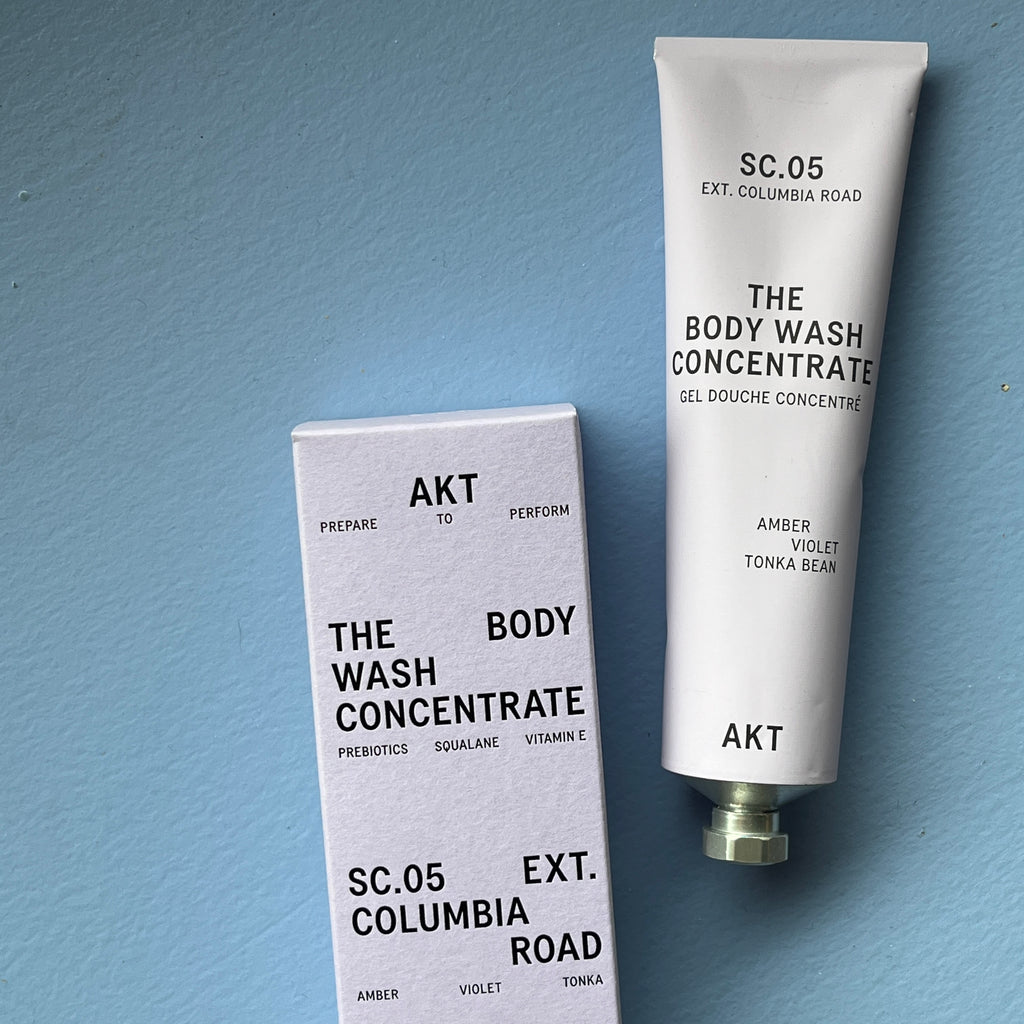 AKT
PREPARE TO PERFORM
THE BODY
WASH
CONCENTRATE
PREBIOTICS SQUALANE VITAMIN E
SC.05 EXT.
COLUMBIA
ROAD
AMBER VIOLET TONKA
SC.05
EXT. COLUMBIA ROAD
THE
BODY WASH
CONCENTRATE
GEL DOUCHE CONCENTRÉ
AMBER
VIOLET
TONKA BEAN
AKT